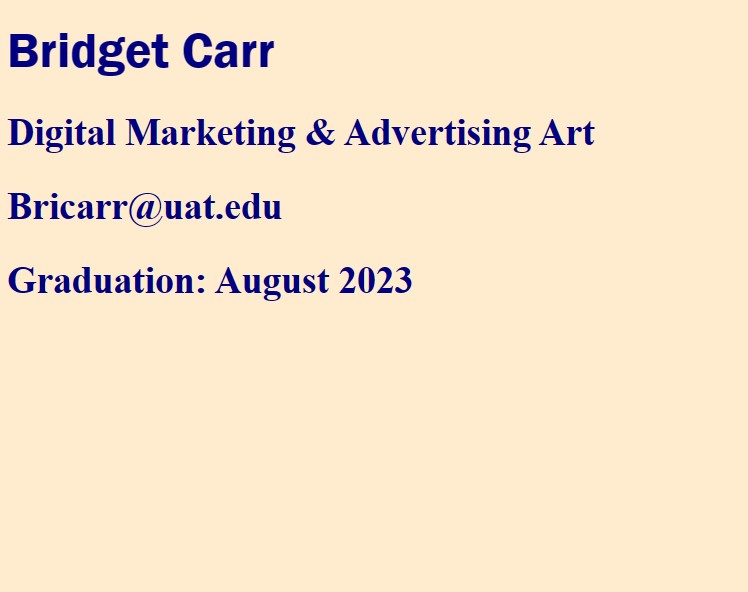 Bridget Carr
Digital Marketing & Advertising Art
Bricarr@uat.edu
Graduation: August 2023